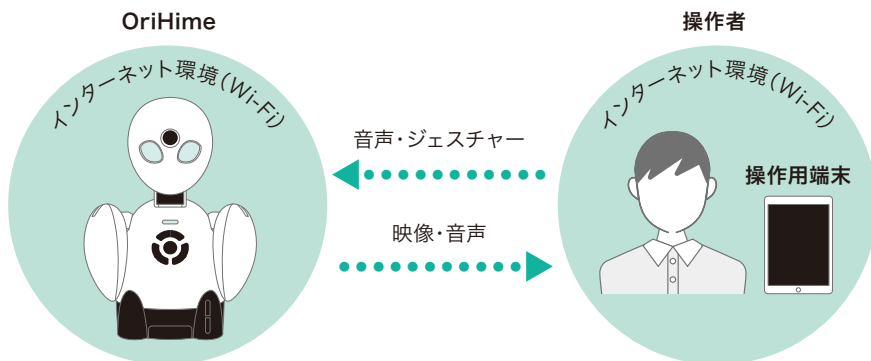 OriHime
インターネット環境（Wi-Fi）
音声・ジェスチャー
映像・音声
操作者
インターネット環境（Wi-Fi）
操作用端末